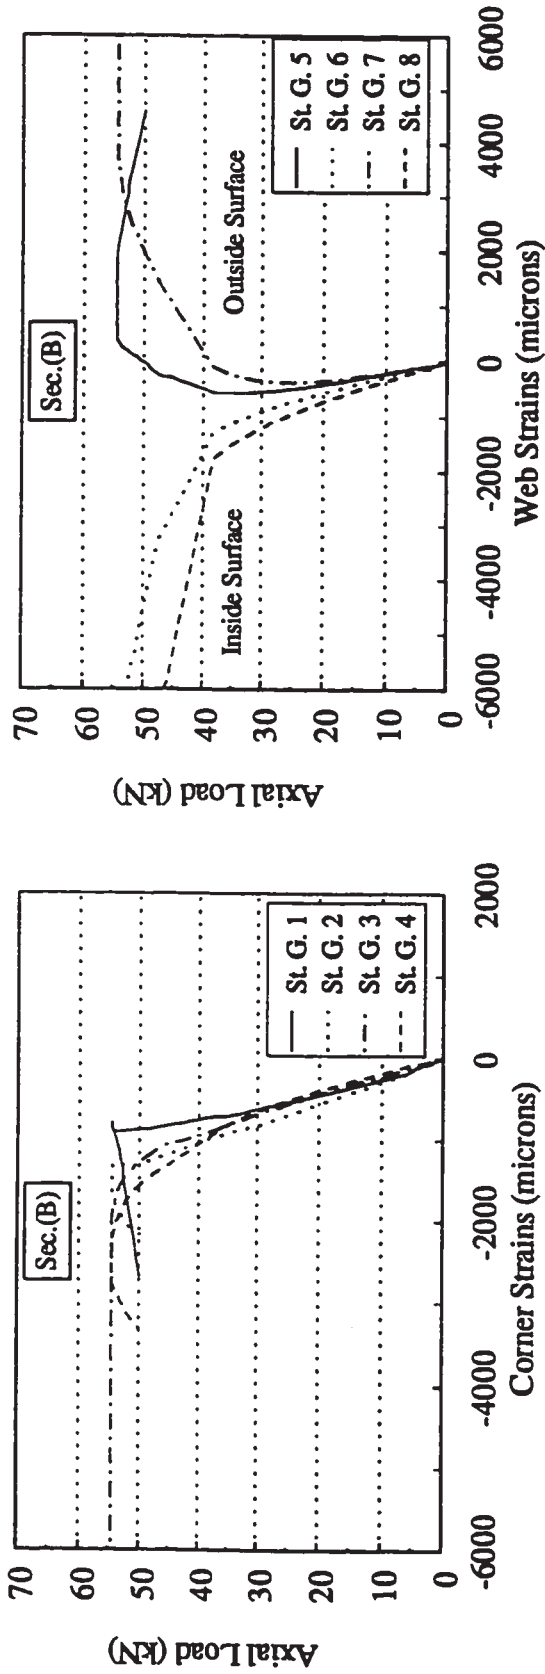 Axial Load (kN)
70
60
50
40
30
20
10
0
Sec.(B)
St. G. 1
St. G. 2
St. G. 3
St. G. 4
-6000
-4000
-2000
0
2000
Corner Strains (microns)
Axial Load (kN)
70
60
50
40
30
20
10
0
Sec.(B)
Inside Surface
Outside Surface
St. G. 5
St. G. 6
St. G. 7
St. G. 8
-6000
-4000
-2000
0
2000
4000
6000
Web Strains (microns)